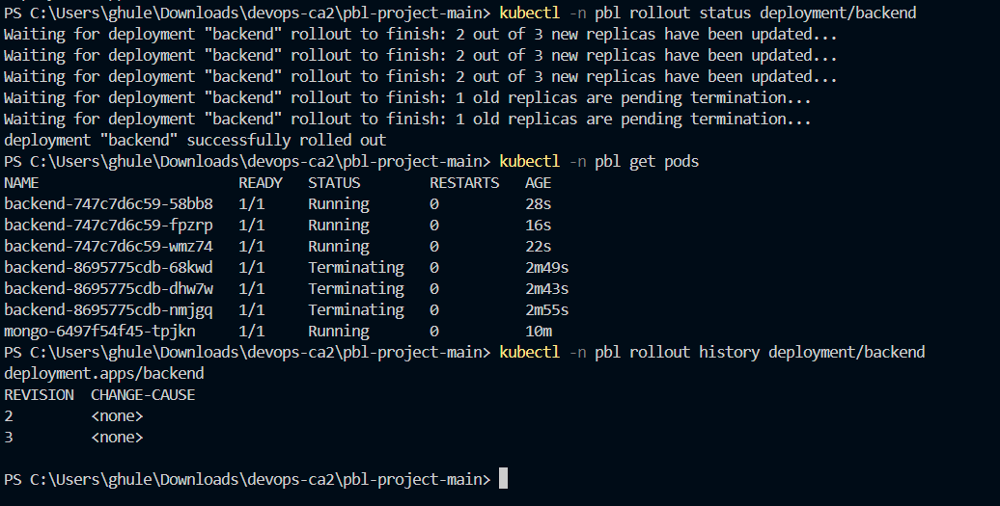 PS C:\Users\ghule\Downloads\devops-ca2\pbl-project-main> kubectl -n pbl rollout status deployment/backend
Waiting for deployment "backend" rollout to finish: 2 out of 3 new replicas have been updated...
Waiting for deployment "backend" rollout to finish: 2 out of 3 new replicas have been updated...
Waiting for deployment "backend" rollout to finish: 2 out of 3 new replicas have been updated...
Waiting for deployment "backend" rollout to finish: 1 old replicas are pending termination...
Waiting for deployment "backend" rollout to finish: 1 old replicas are pending termination...
deployment "backend" successfully rolled out
PS C:\Users\ghule\Downloads\devops-ca2\pbl-project-main> kubectl -n pbl get pods
NAME READY STATUS RESTARTS AGE
backend-747c7d6c59-58bb8 1/1 Running 0 28s
backend-747c7d6c59-fpzrp 1/1 Running 0 16s
backend-747c7d6c59-wmz74 1/1 Running 0 22s
backend-8695775cdb-68kwd 1/1 Terminating 0 2m49s
backend-8695775cdb-dhw7w 1/1 Terminating 0 2m43s
backend-8695775cdb-nmjgq 1/1 Terminating 0 2m55s
mongo-6497f54f45-tpjkn 1/1 Running 0 10m
PS C:\Users\ghule\Downloads\devops-ca2\pbl-project-main> kubectl -n pbl rollout history deployment/backend
deployment.apps/backend
REVISION CHANGE-CAUSE
2 <none>
3 <none>
PS C:\Users\ghule\Downloads\devops-ca2\pbl-project-main>